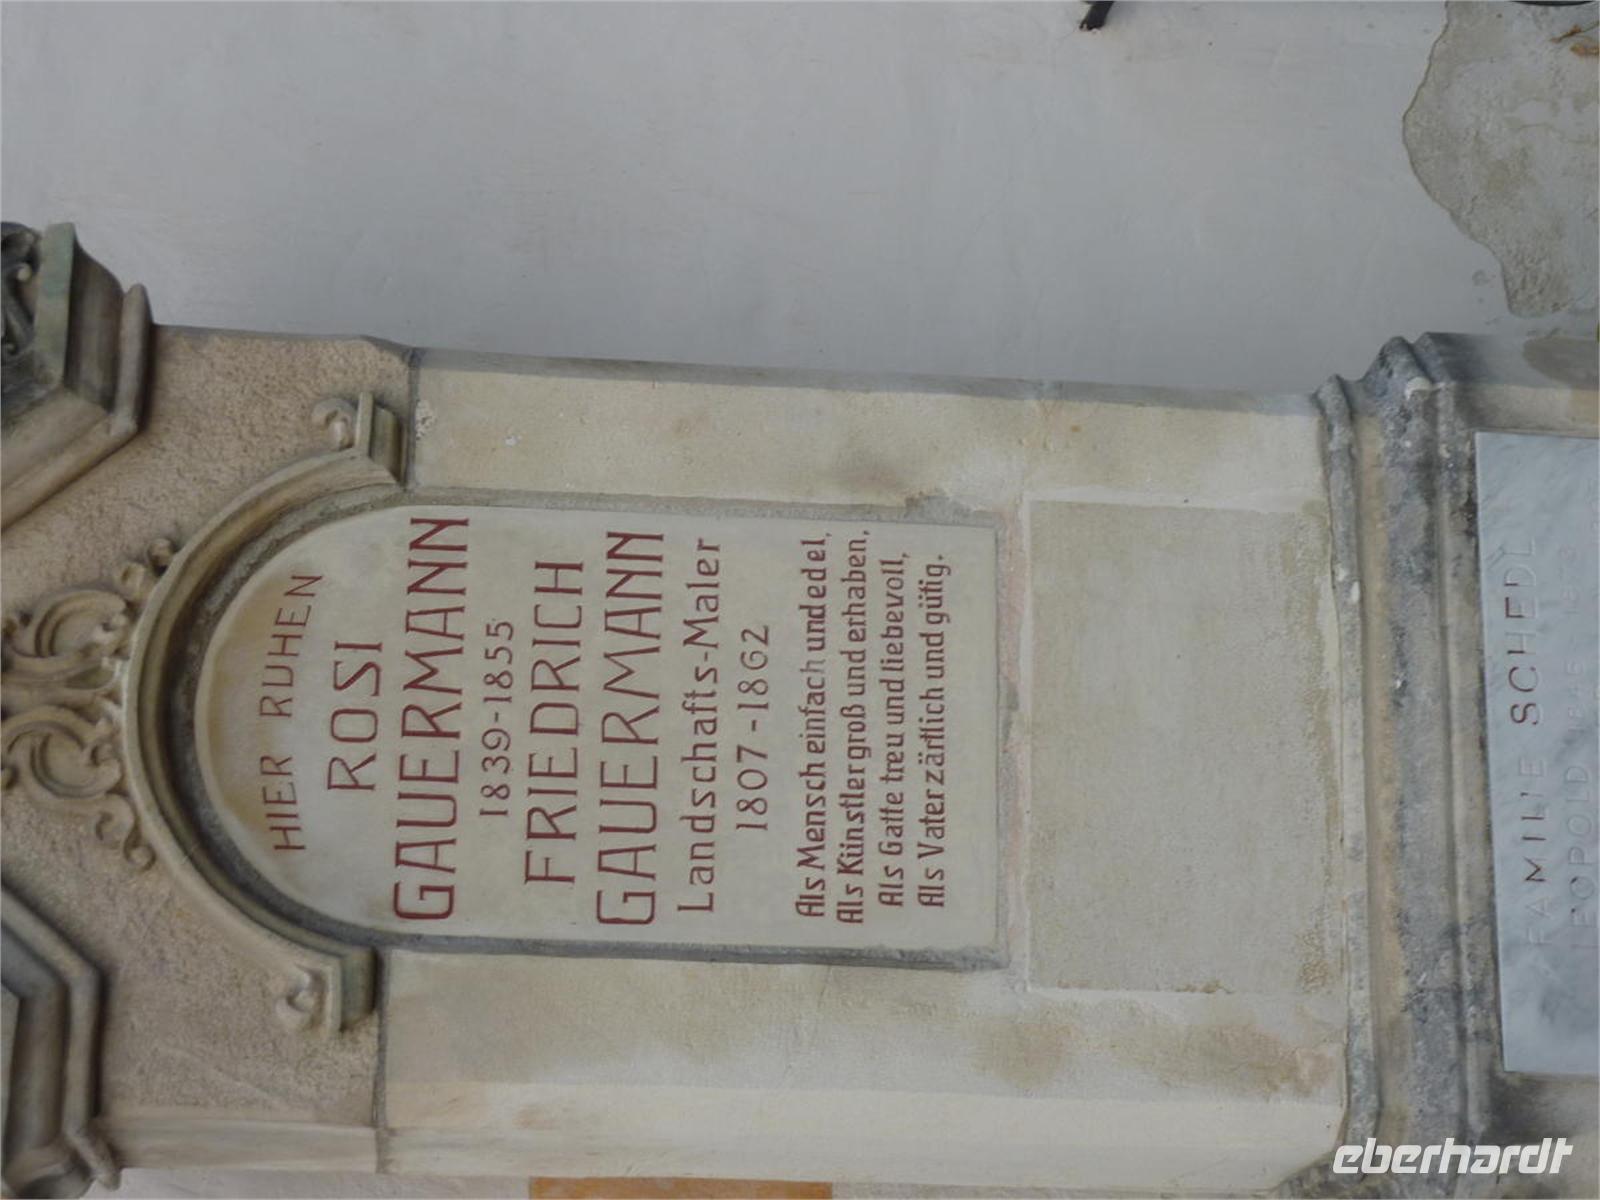 HIER RUHEN
ROSI
GAUERMANN
1839-1855
FRIEDRICH
GAUERMANN
Landschafts-Maler
1807-1862
Als Mensch einfach und edel,
Als Künstler groß und erhaben,
Als Gatte treu und liebevoll,
Als Vater zärtlich und gütig.
FAMILIE SCHEDL
LEOPOLD
eberhardt